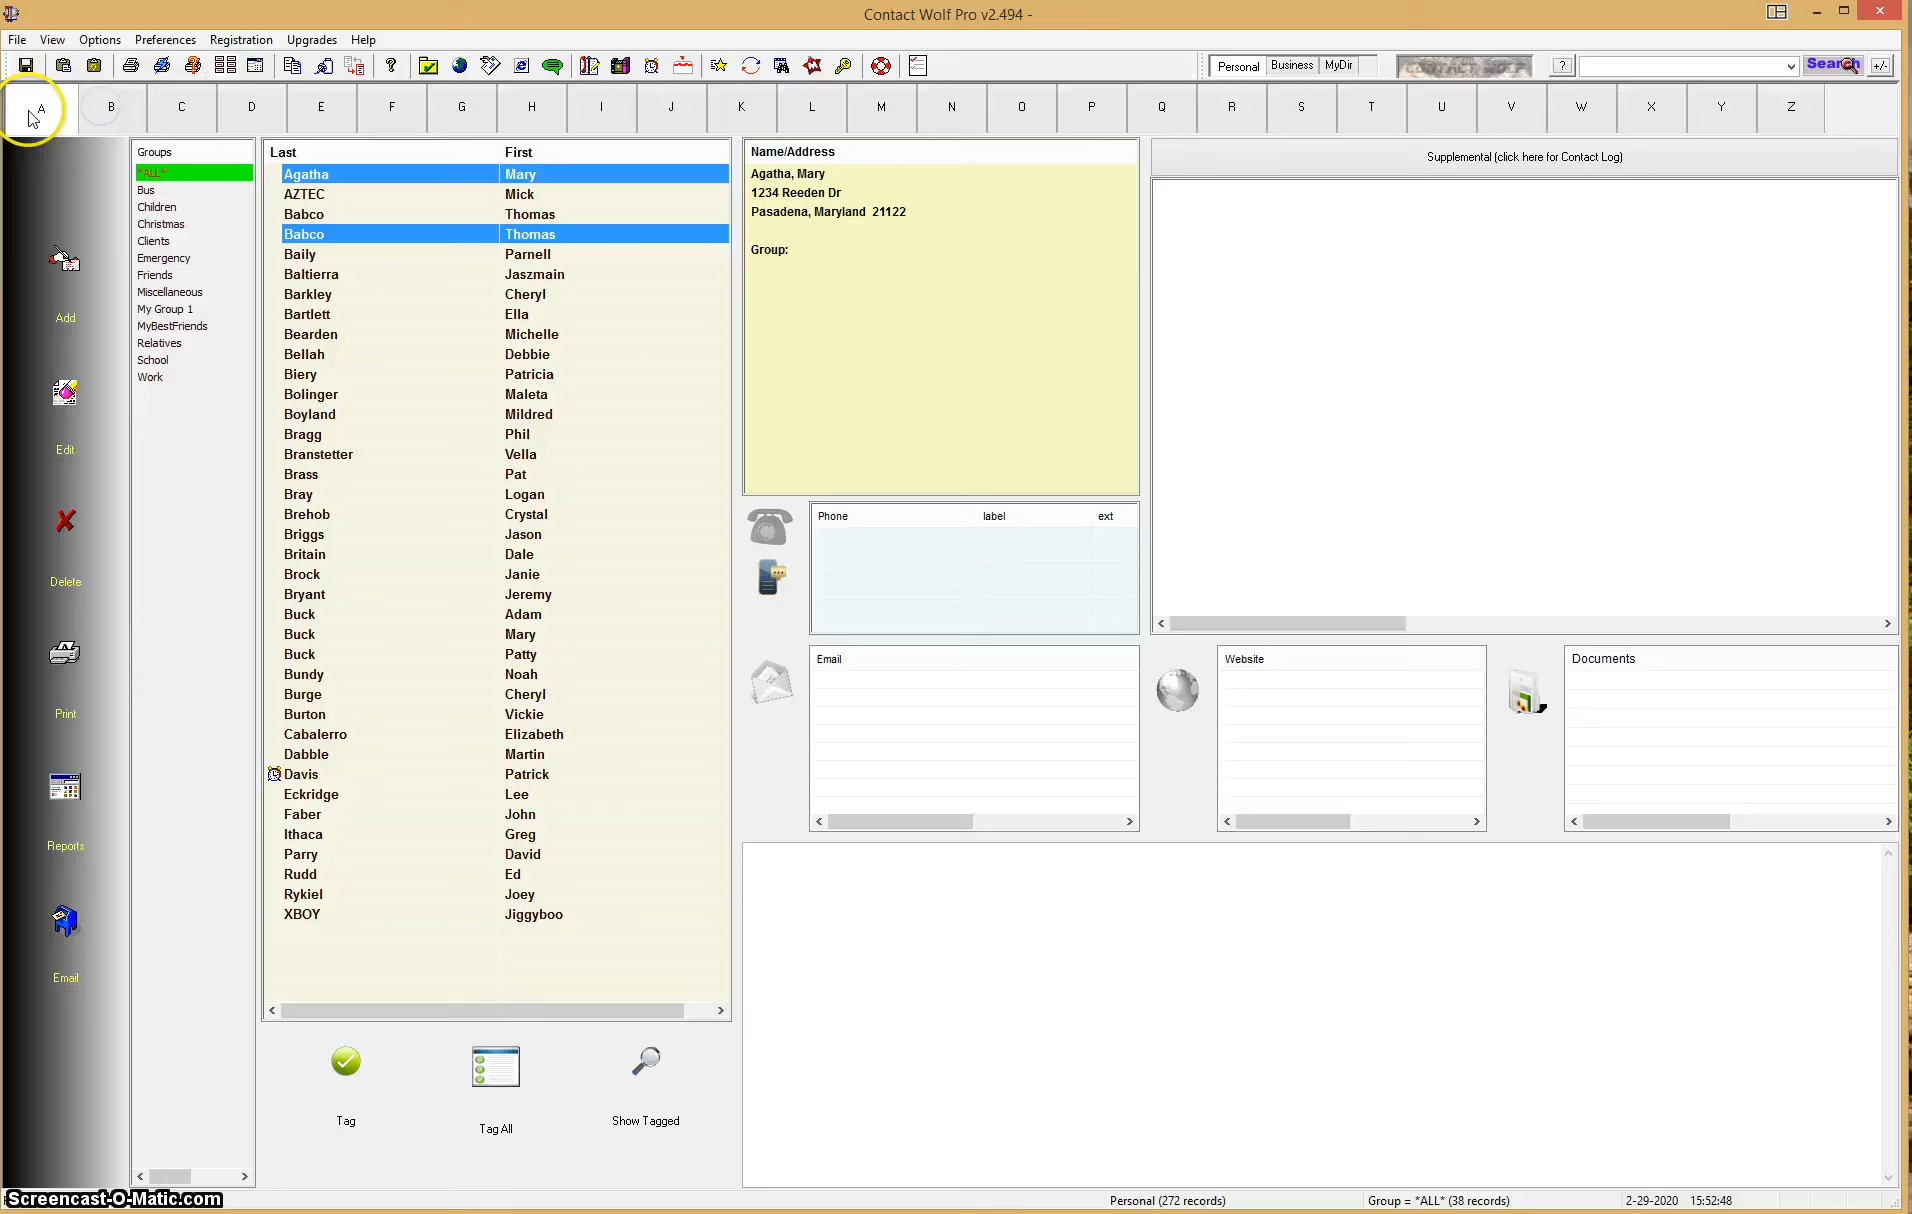 Contact Wolf Pro v2.494 -
File View Options Preferences Registration Upgrades Help
Personal Business MyDir CONTACT WOLF ? Search +/-
A B C D E F G H I J K L M N O P Q R S T U V W X Y Z
Groups
*ALL*
Bus
Children
Christmas
Clients
Emergency
Friends
Miscellaneous
My Group 1
MyBestFriends
Relatives
School
Work
Add
Edit
Delete
Print
Reports
Email
Last First
Agatha Mary
AZTEC Mick
Babco Thomas
Babco Thomas
Baily Parnell
Baltierra Jaszmain
Barkley Cheryl
Bartlett Ella
Bearden Michelle
Bellah Debbie
Biery Patricia
Bolinger Maleta
Boyland Mildred
Bragg Phil
Branstetter Vella
Brass Pat
Bray Logan
Brehob Crystal
Briggs Jason
Britain Dale
Brock Janie
Bryant Jeremy
Buck Adam
Buck Mary
Buck Patty
Bundy Noah
Burge Cheryl
Burton Vickie
Cabalerro Elizabeth
Dabble Martin
Davis Patrick
Eckridge Lee
Faber John
Ithaca Greg
Parry David
Rudd Ed
Rykiel Joey
XBOY Jiggyboo
Tag
Tag All
Show Tagged
Name/Address
Agatha, Mary
1234 Reeden Dr
Pasadena, Maryland 21122
Group:
Supplemental (click here for Contact Log)
Phone label ext
Email
Website
Documents
Screencast-O-Matic.com
Personal (272 records) Group = *ALL* (38 records) 2-29-2020 15:52:48